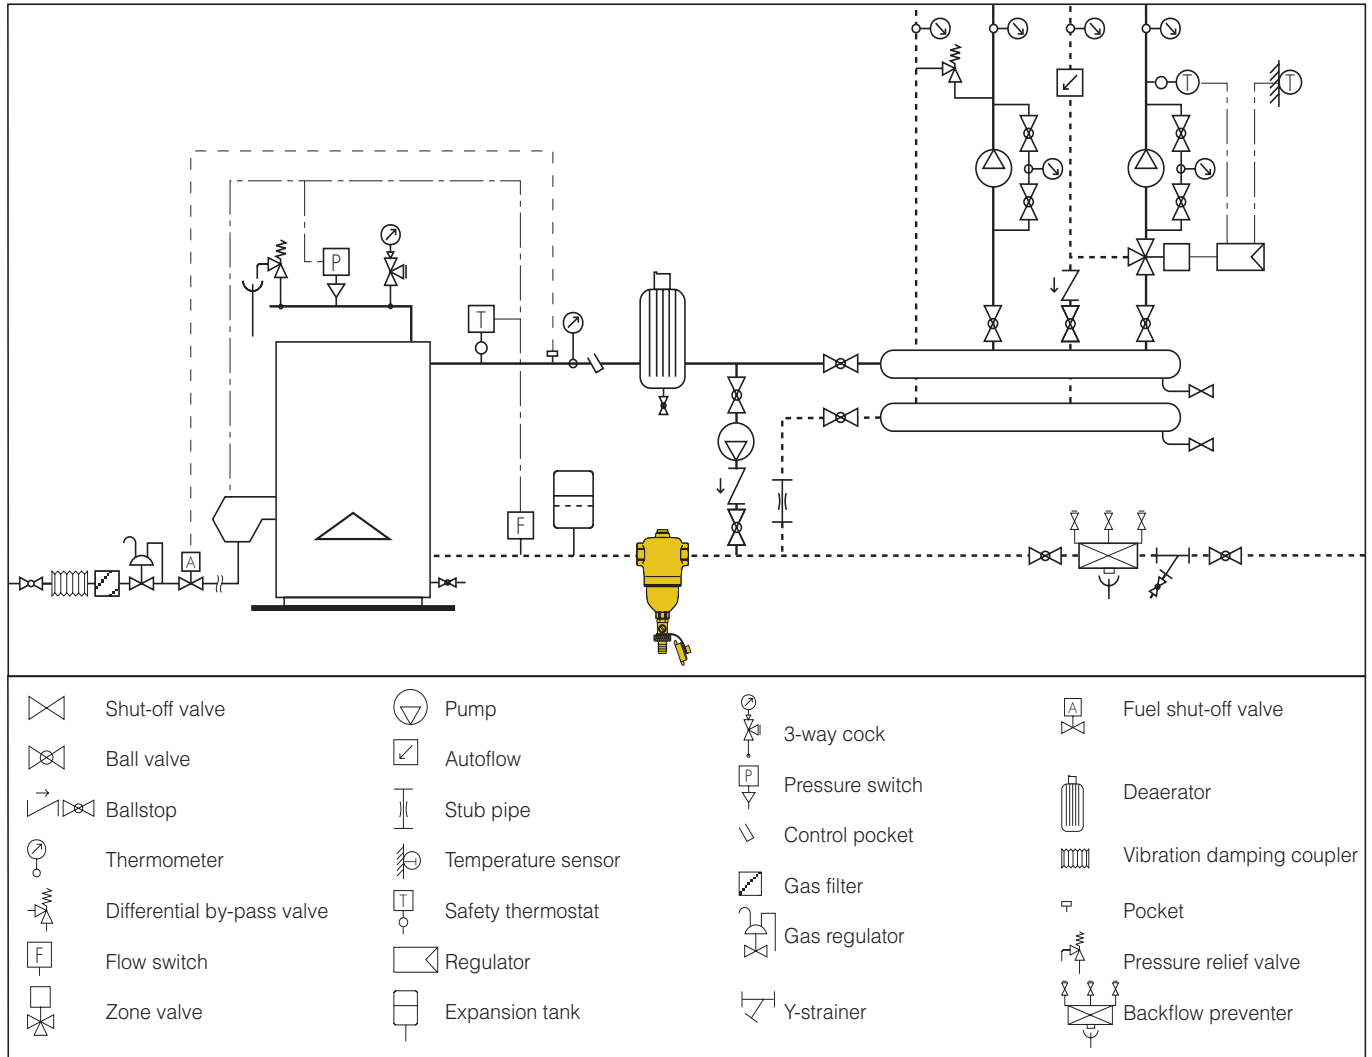 T
T
P
T
F
A
Shut-off valve
Pump
3-way cock
A
Fuel shut-off valve
Ball valve
Autoflow
P
Pressure switch
Deaerator
Ballstop
Stub pipe
Control pocket
Thermometer
Temperature sensor
Gas filter
Vibration damping coupler
Differential by-pass valve
T
Safety thermostat
Gas regulator
Pocket
F
Flow switch
Regulator
Pressure relief valve
Zone valve
Expansion tank
Y-strainer
Backflow preventer